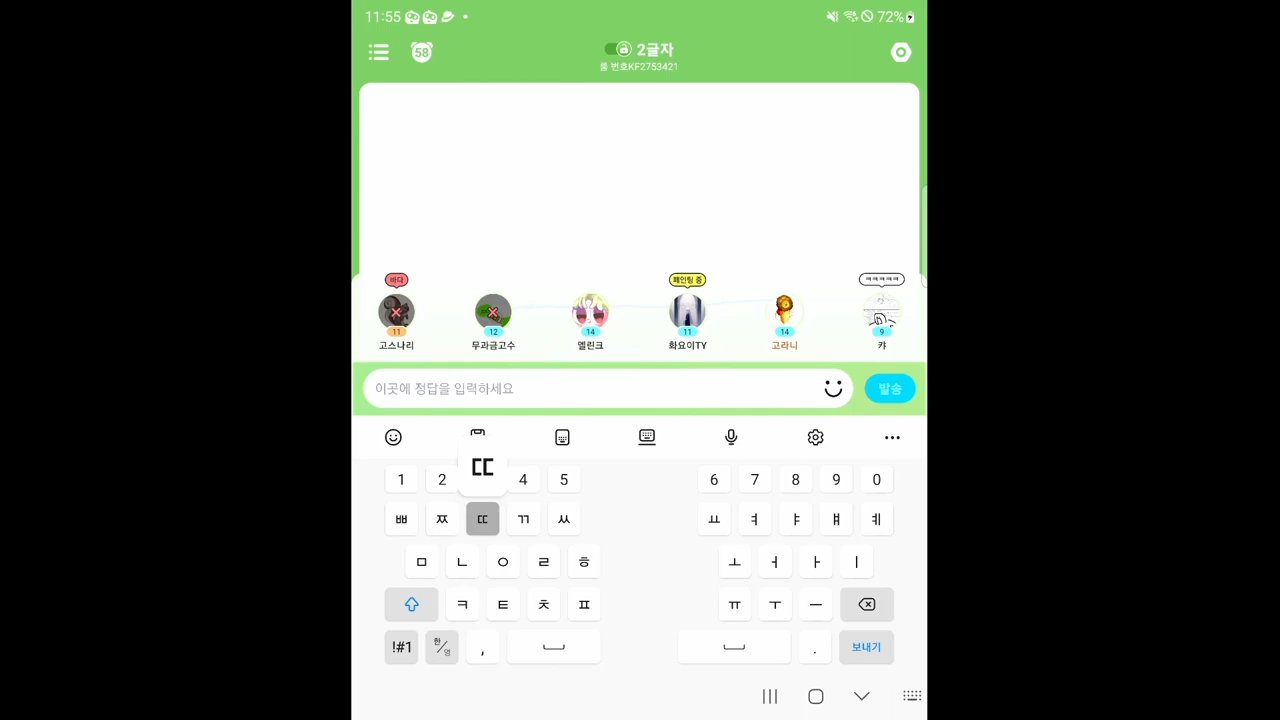 11:55
72%
58
2글자
룸 번호KF2753421
바다
페인팅 중
ㅋㅋㅋㅋㅋ
11
12
14
11
14
9
고스나리
무과금고수
엘린크
화요이TY
고라니
캬
이곳에 정답을 입력하세요
발송
ㄸ
1 2 4 5 6 7 8 9 0
ㅃ ㅉ ㄸ ㄲ ㅆ ㅛ ㅕ ㅑ ㅒ ㅖ
ㅁ ㄴ ㅇ ㄹ ㅎ ㅗ ㅓ ㅏ ㅣ
ㅋ ㅌ ㅊ ㅍ ㅠ ㅜ ㅡ
!#1 한/영 , . 보내기